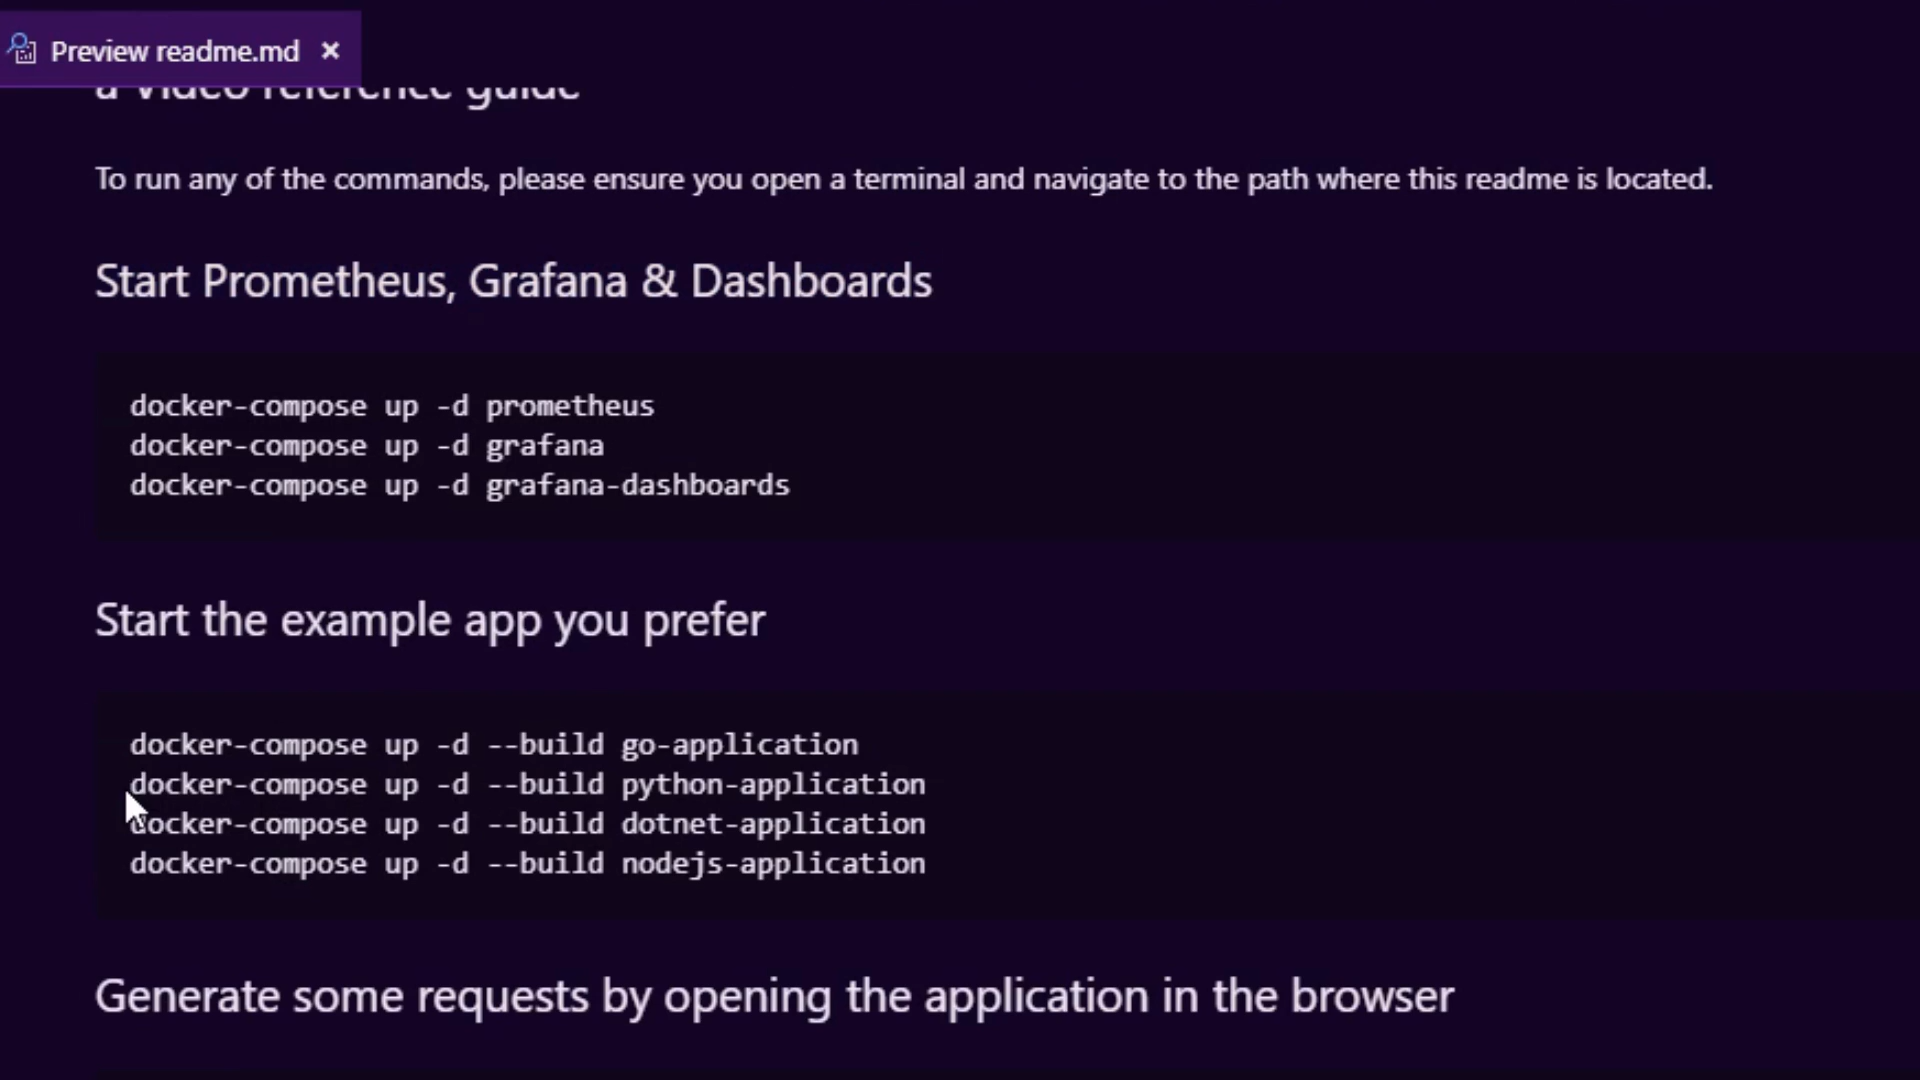 Preview readme.md
a video reference guide
To run any of the commands, please ensure you open a terminal and navigate to the path where this readme is located.
Start Prometheus, Grafana & Dashboards
docker-compose up -d prometheus
docker-compose up -d grafana
docker-compose up -d grafana-dashboards
Start the example app you prefer
docker-compose up -d --build go-application
docker-compose up -d --build python-application
docker-compose up -d --build dotnet-application
docker-compose up -d --build nodejs-application
Generate some requests by opening the application in the browser